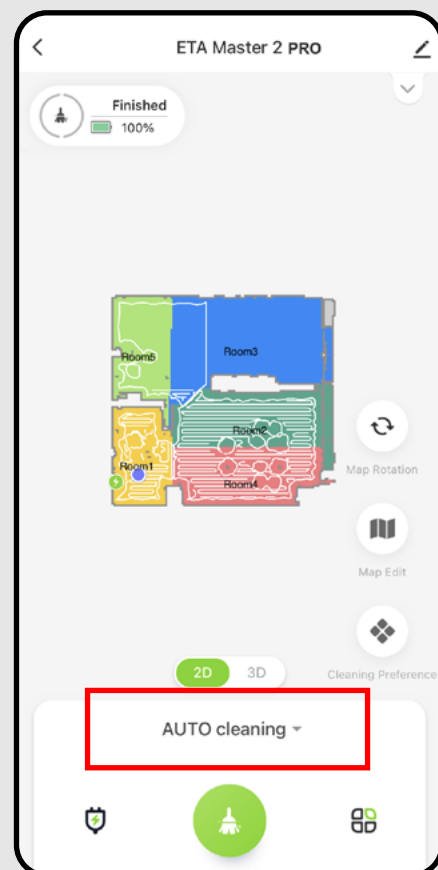 ETA Master 2 PRO
Finished
100%
Room5
Room3
Room2
Room1
Room4
Map Rotation
Map Edit
2D 3D
Cleaning Preference
AUTO cleaning